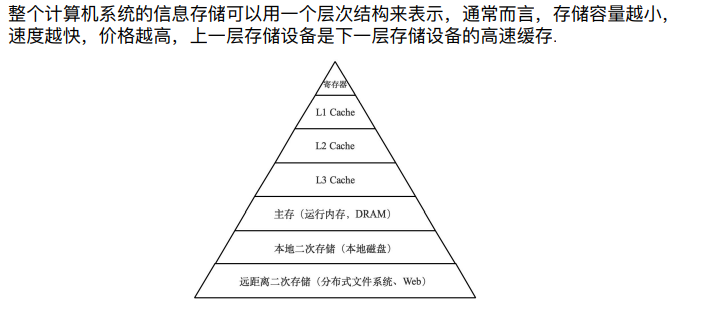 整个计算机系统的信息存储可以用一个层次结构来表示，通常而言，存储容量越小，
速度越快，价格越高，上一层存储设备是下一层存储设备的高速缓存.
寄存器
L1 Cache
L2 Cache
L3 Cache
主存（运行内存，DRAM）
本地二次存储（本地磁盘）
远距离二次存储（分布式文件系统、Web）